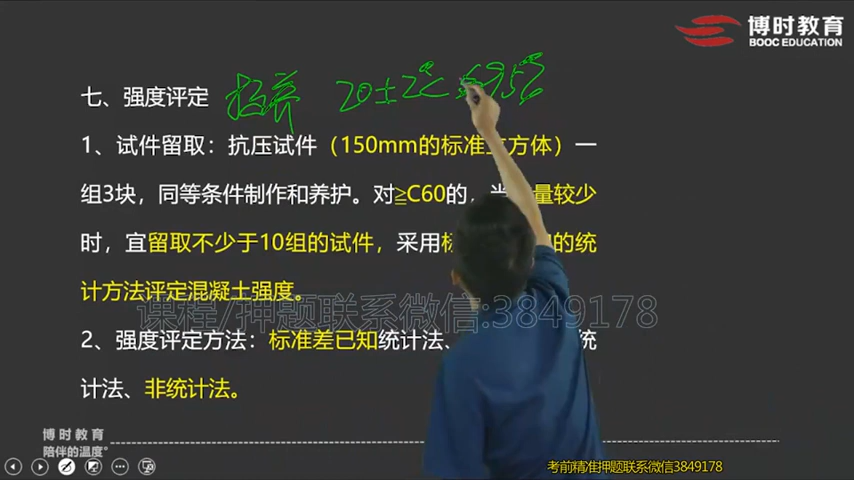 博时教育
BOOC EDUCATION
七、强度评定
20±2℃ 95%
1、试件留取：抗压试件（150mm的标准立方体）一
组3块，同等条件制作和养护。对≧C60的，当 量较少
时，宜留取不少于10组的试件，采用标 的统
计方法评定混凝土强度。
课程/押题联系微信:3849178
2、强度评定方法：标准差已知统计法、 统
计法、非统计法。
博时教育
陪伴的温度°
考前精准押题联系微信3849178